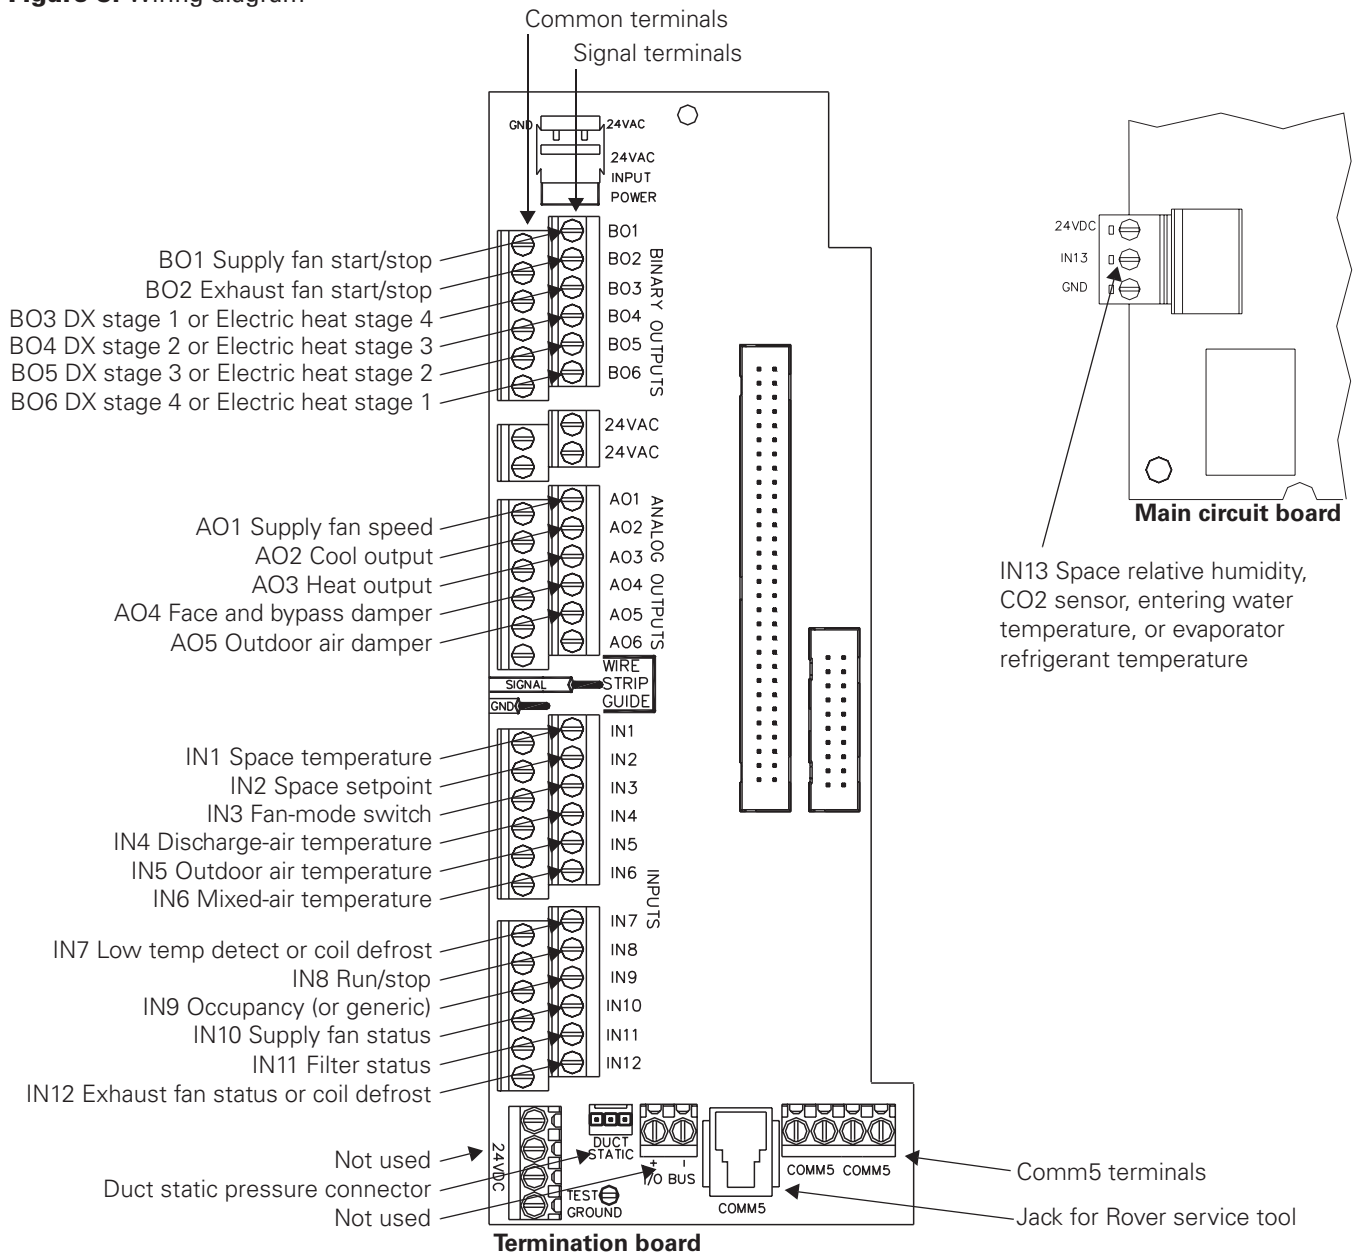 Wiring diagram
Common terminals
Signal terminals
GND
24VAC
24VAC
INPUT
POWER
BO1 Supply fan start/stop
BO2 Exhaust fan start/stop
BO3 DX stage 1 or Electric heat stage 4
BO4 DX stage 2 or Electric heat stage 3
BO5 DX stage 3 or Electric heat stage 2
BO6 DX stage 4 or Electric heat stage 1
BO1
BO2
BO3
BO4
BO5
BO6
BINARY OUTPUTS
24VAC
24VAC
AO1 Supply fan speed
AO2 Cool output
AO3 Heat output
AO4 Face and bypass damper
AO5 Outdoor air damper
AO1
AO2
AO3
AO4
AO5
AO6
ANALOG OUTPUTS
SIGNAL
GND
WIRE
STRIP
GUIDE
IN1 Space temperature
IN2 Space setpoint
IN3 Fan-mode switch
IN4 Discharge-air temperature
IN5 Outdoor air temperature
IN6 Mixed-air temperature
IN1
IN2
IN3
IN4
IN5
IN6
INPUTS
IN7 Low temp detect or coil defrost
IN8 Run/stop
IN9 Occupancy (or generic)
IN10 Supply fan status
IN11 Filter status
IN12 Exhaust fan status or coil defrost
IN7
IN8
IN9
IN10
IN11
IN12
Not used
Duct static pressure connector
Not used
24VDC
DUCT
STATIC
TEST
GROUND
+ -
I/O BUS
COMM5
COMM5 COMM5
Comm5 terminals
Jack for Rover service tool
Termination board
24VDC
IN13
GND
Main circuit board
IN13 Space relative humidity,
CO2 sensor, entering water
temperature, or evaporator
refrigerant temperature